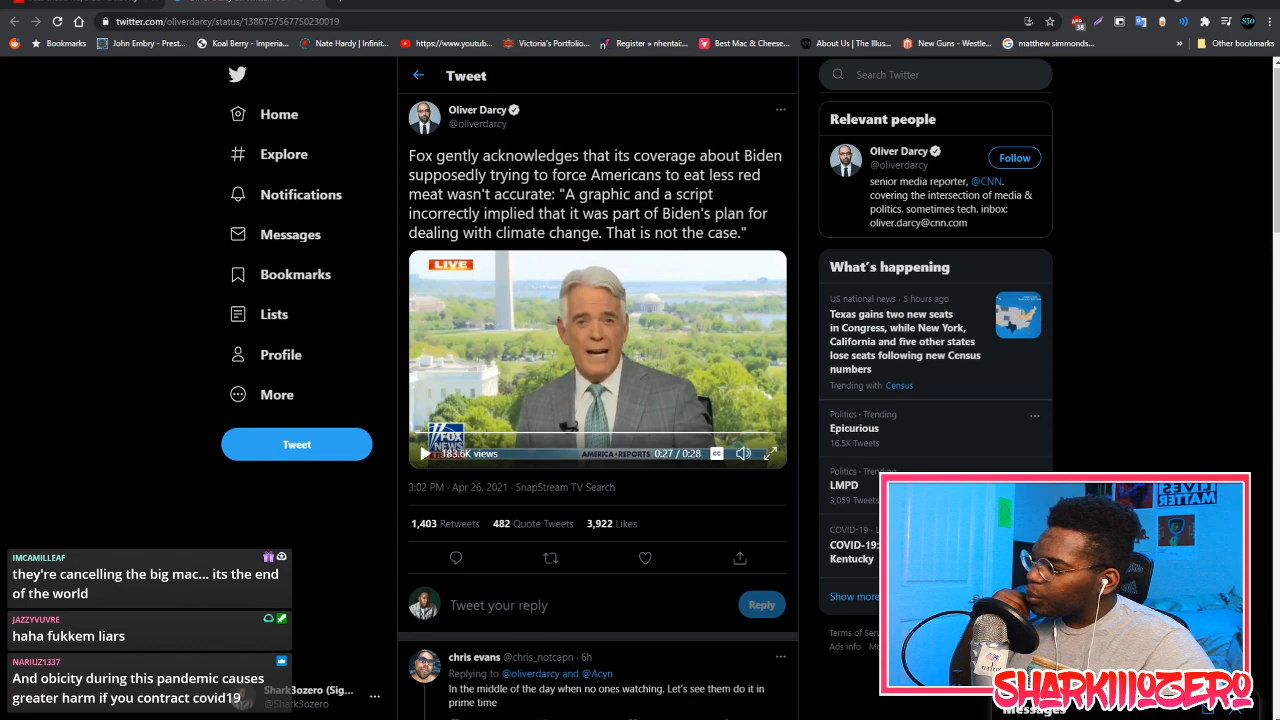 twitter.com/oliverdarcy/status/1386757567750230019
38
Bookmarks
John Embry - Prest...
Koal Berry - Imperia...
Nate Hardy | Infinit...
https://www.youtub...
Victoria's Portfolio...
Register » nhentai...
Best Mac & Cheese...
About Us | The Illus...
New Guns - Westle...
matthew simmonds...
»
Other bookmarks
Home
Explore
Notifications
Messages
Bookmarks
Lists
Profile
More
Tweet
Tweet
Oliver Darcy
@oliverdarcy
Fox gently acknowledges that its coverage about Biden
supposedly trying to force Americans to eat less red
meat wasn't accurate: "A graphic and a script
incorrectly implied that it was part of Biden's plan for
dealing with climate change. That is not the case."
LIVE
FOX
NEWS
183.6K views
AMERICA REPORTS
0:27 / 0:28
CC
3:02 PM · Apr 26, 2021 · SnapStream TV Search
1,403 Retweets 482 Quote Tweets 3,922 Likes
Tweet your reply
Reply
chris evans @chris_notcapn · 6h
Replying to @oliverdarcy and @Acyn
In the middle of the day when no ones watching. Let's see them do it in
prime time
Search Twitter
Relevant people
Oliver Darcy
@oliverdarcy
Follow
senior media reporter, @CNN.
covering the intersection of media &
politics. sometimes tech. inbox:
oliver.darcy@cnn.com
What's happening
US national news · 5 hours ago
Texas gains two new seats
in Congress, while New York,
California and five other states
lose seats following new Census
numbers
Trending with Census
Politics · Trending
Epicurious
16.5K Tweets
Politics · Trending
LMPD
3,059 Tweets
COVID-19 ·
COVID-19:
Kentucky
Show more
Terms of Serv
Ads info
Messages
LIVES
MATTER
SHARKIIIOZERO
IMCAMILLEAF
they're cancelling the big mac... its the end
of the world
JAZZYVUVRE
haha fukkem liars
NARIUZ1337
And obicity during this pandemic causes
greater harm if you contract covid19
Shark3ozero (Sig...
@Shark3ozero